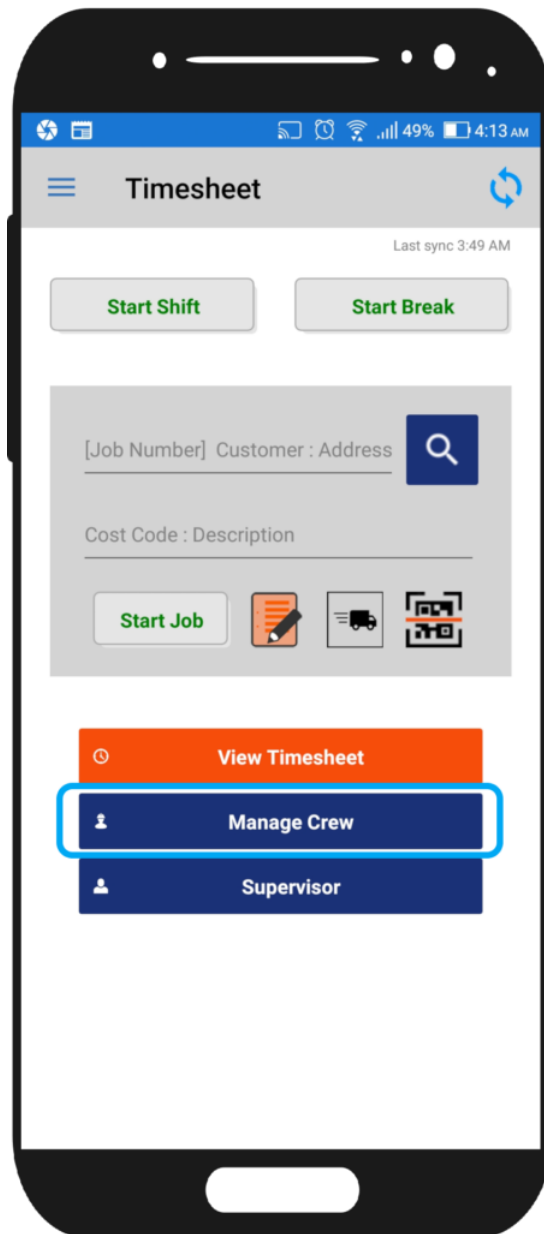 49% 4:13 AM
Timesheet
Last sync 3:49 AM
Start Shift Start Break
[Job Number] Customer : Address
Cost Code : Description
Start Job
View Timesheet
Manage Crew
Supervisor